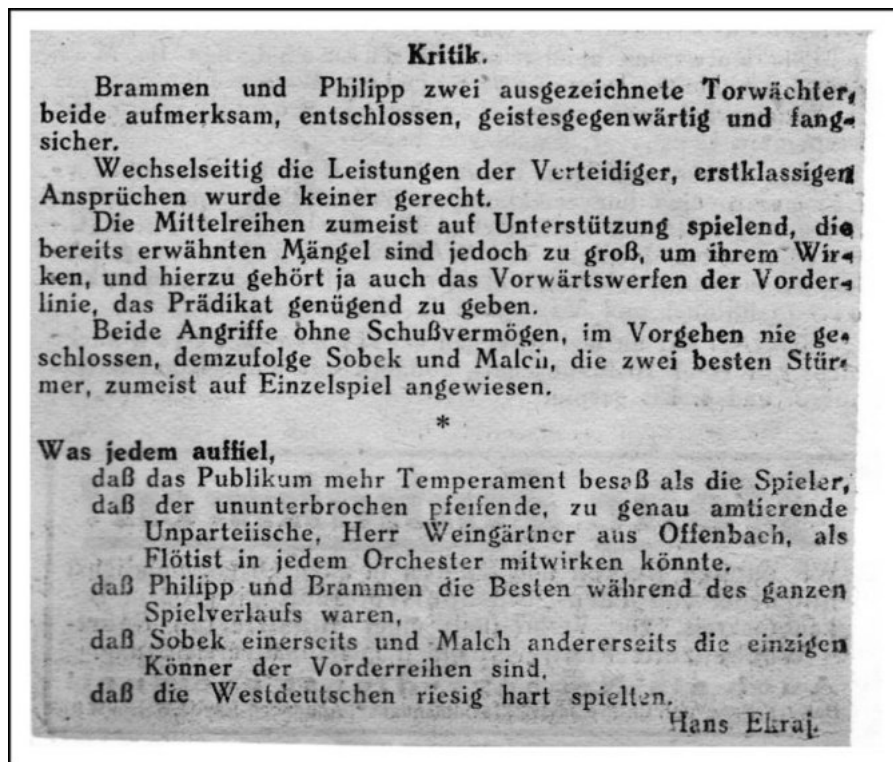 Kritik.
Brammen und Philipp zwei ausgezeichnete Torwächter,
beide aufmerksam, entschlossen, geistesgegenwärtig und fang-
sicher.
Wechselseitig die Leistungen der Verteidiger, erstklassigen
Ansprüchen wurde keiner gerecht.
Die Mittelreihen zumeist auf Unterstützung spielend, die
bereits erwähnten Mängel sind jedoch zu groß, um ihrem Wir-
ken, und hierzu gehört ja auch das Vorwärtswerfen der Vorder-
linie, das Prädikat genügend zu geben.
Beide Angriffe ohne Schußvermögen, im Vorgehen nie ge-
schlossen, demzufolge Sobek und Malch, die zwei besten Stür-
mer, zumeist auf Einzelspiel angewiesen.
*
Was jedem auffiel,
daß das Publikum mehr Temperament besaß als die Spieler,
daß der ununterbrochen pfeifende, zu genau amtierende
Unparteiische, Herr Weingärtner aus Offenbach, als
Flötist in jedem Orchester mitwirken könnte.
daß Philipp und Brammen die Besten während des ganzen
Spielverlaufs waren,
daß Sobek einerseits und Malch andererseits die einzigen
Könner der Vorderreihen sind,
daß die Westdeutschen riesig hart spielten.
Hans